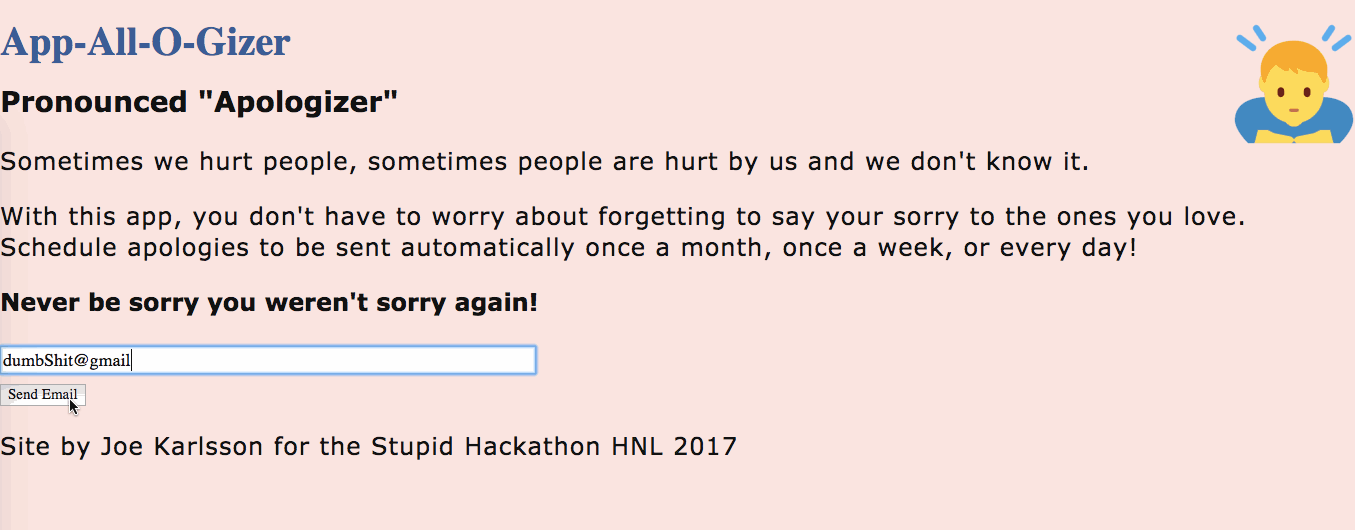 App-All-O-Gizer
Pronounced "Apologizer"
Sometimes we hurt people, sometimes people are hurt by us and we don't know it.
With this app, you don't have to worry about forgetting to say your sorry to the ones you love.
Schedule apologies to be sent automatically once a month, once a week, or every day!
Never be sorry you weren't sorry again!
dumbShit@gmail
Send Email
Site by Joe Karlsson for the Stupid Hackathon HNL 2017